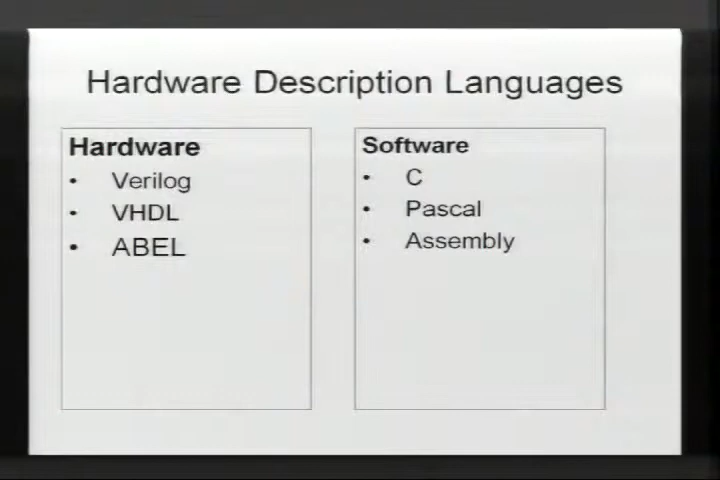 Hardware Description Languages
Hardware
• Verilog
• VHDL
• ABEL
Software
• C
• Pascal
• Assembly